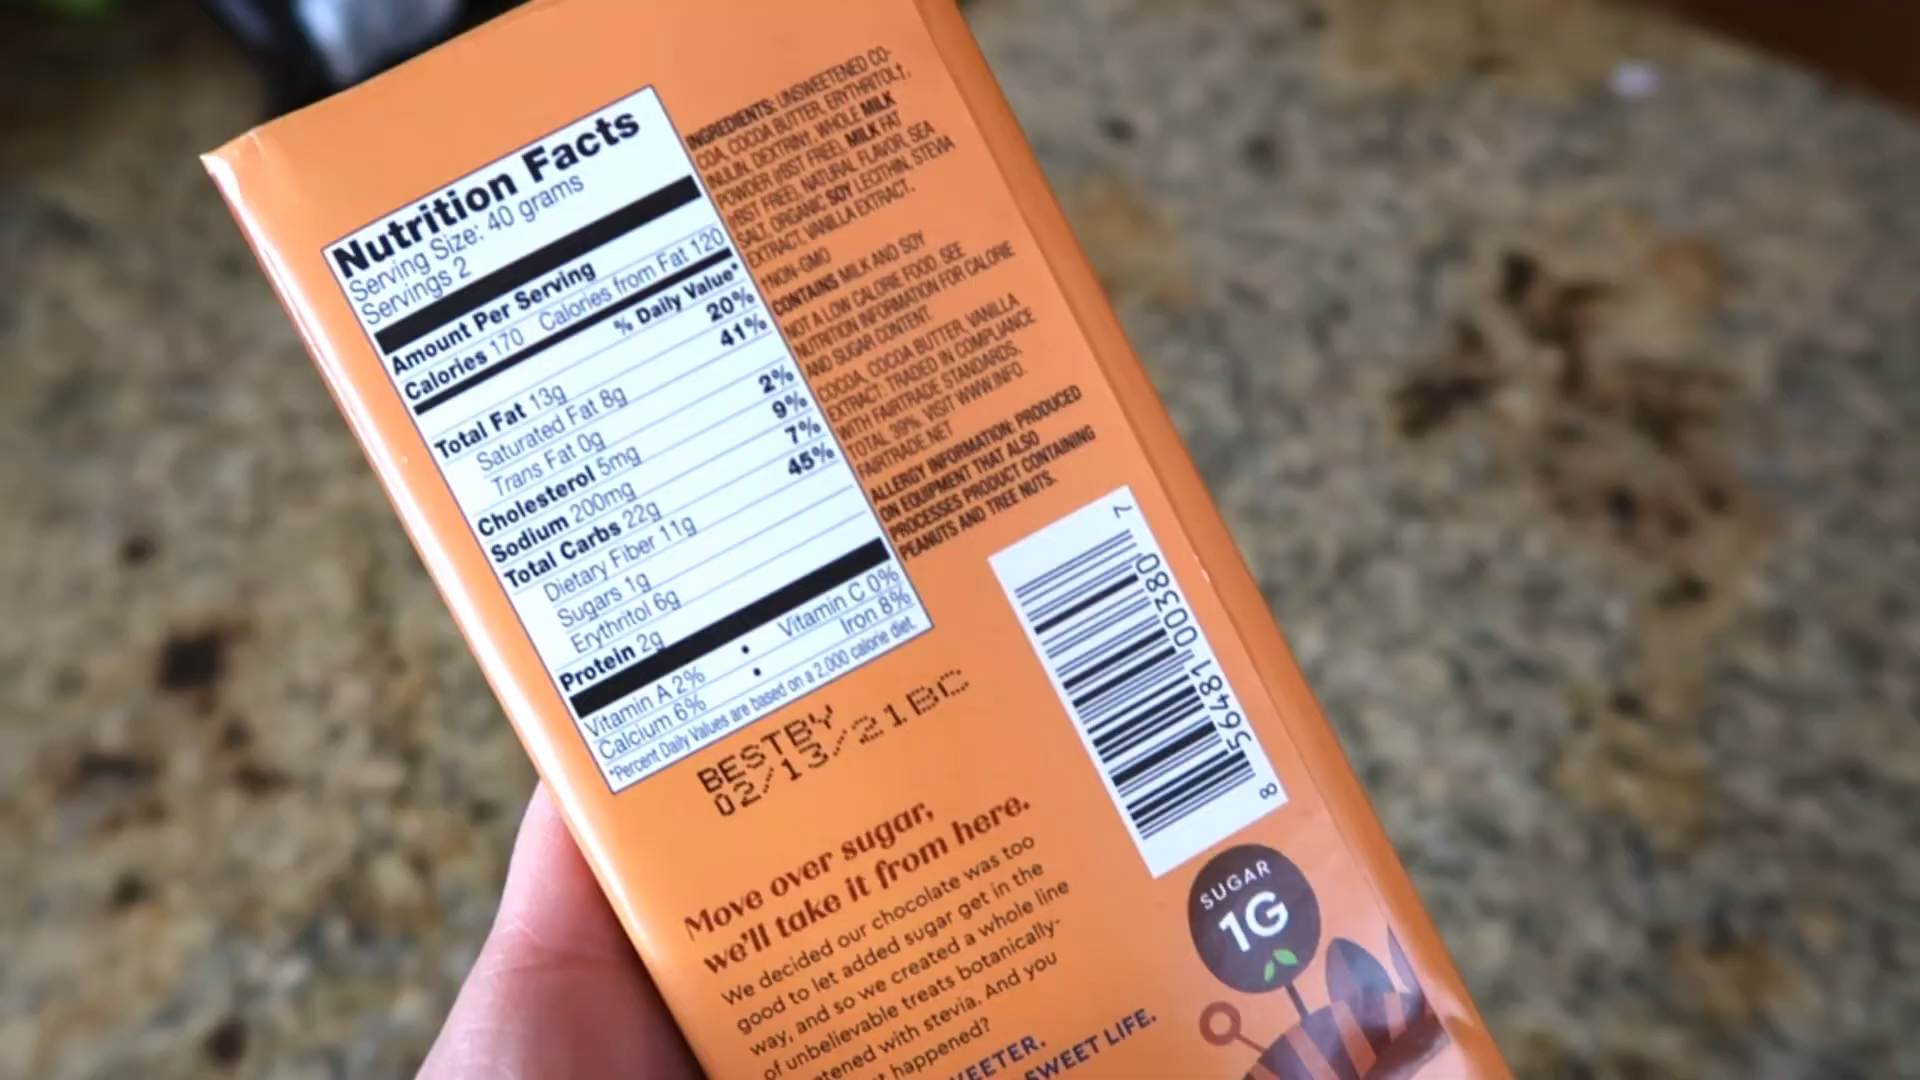 Nutrition Facts
Serving Size: 40 grams
Servings 2
Amount Per Serving
Calories 170 Calories from Fat 120
% Daily Value*
Total Fat 13g 20%
Saturated Fat 8g 41%
Trans Fat 0g
Cholesterol 5mg 2%
Sodium 200mg 9%
Total Carbs 22g 7%
Dietary Fiber 11g 45%
Sugars 1g
Erythritol 6g
Protein 2g
Vitamin A 2% • Vitamin C 0%
Calcium 6% • Iron 8%
*Percent Daily Values are based on a 2,000 calorie diet.
INGREDIENTS: UNSWEETENED CO-
COA, COCOA BUTTER, ERYTHRITOL†,
INULIN, DEXTRIN†, WHOLE MILK
POWDER (rBST FREE), MILK FAT
(rBST FREE), NATURAL FLAVOR, SEA
SALT, ORGANIC SOY LECITHIN, STEVIA
EXTRACT, VANILLA EXTRACT.
†NON-GMO
CONTAINS MILK AND SOY
NOT A LOW CALORIE FOOD. SEE
NUTRITION INFORMATION FOR CALORIE
AND SUGAR CONTENT.
COCOA, COCOA BUTTER, VANILLA
EXTRACT: TRADED IN COMPLIANCE
WITH FAIRTRADE STANDARDS,
TOTAL 39%. VISIT WWW.INFO.
FAIRTRADE.NET
ALLERGY INFORMATION: PRODUCED
ON EQUIPMENT THAT ALSO
PROCESSES PRODUCT CONTAINING
PEANUTS AND TREE NUTS.
8 56481 00380 7
BEST BY
02/13/21 BC
Move over sugar,
we'll take it from here.
We decided our chocolate was too
good to let added sugar get in the
way, and so we created a whole line
of unbelievable treats botanically-
tened with stevia. And you
happened?
EETER.
SWEET LIFE.
SUGAR
1G